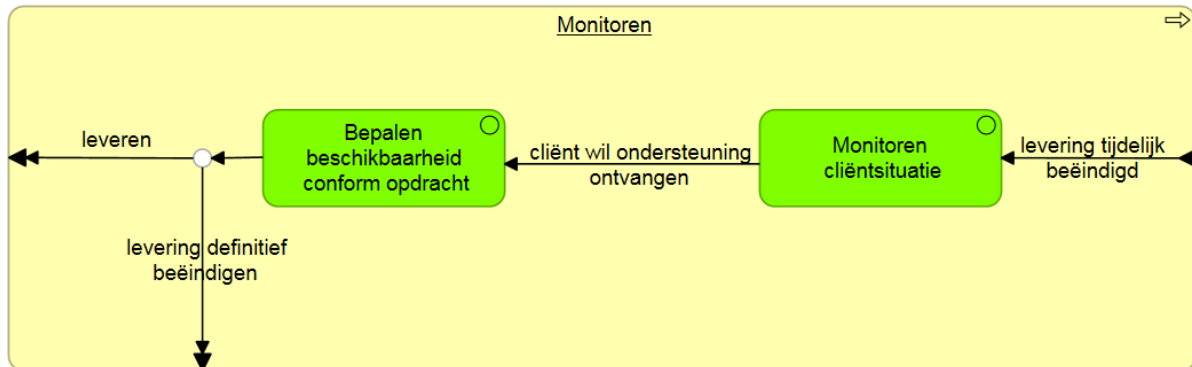 Monitoren
leveren
Bepalen
beschikbaarheid
conform opdracht
cliënt wil ondersteuning
ontvangen
Monitoren
cliëntsituatie
levering tijdelijk
beëindigd
levering definitief
beëindigen